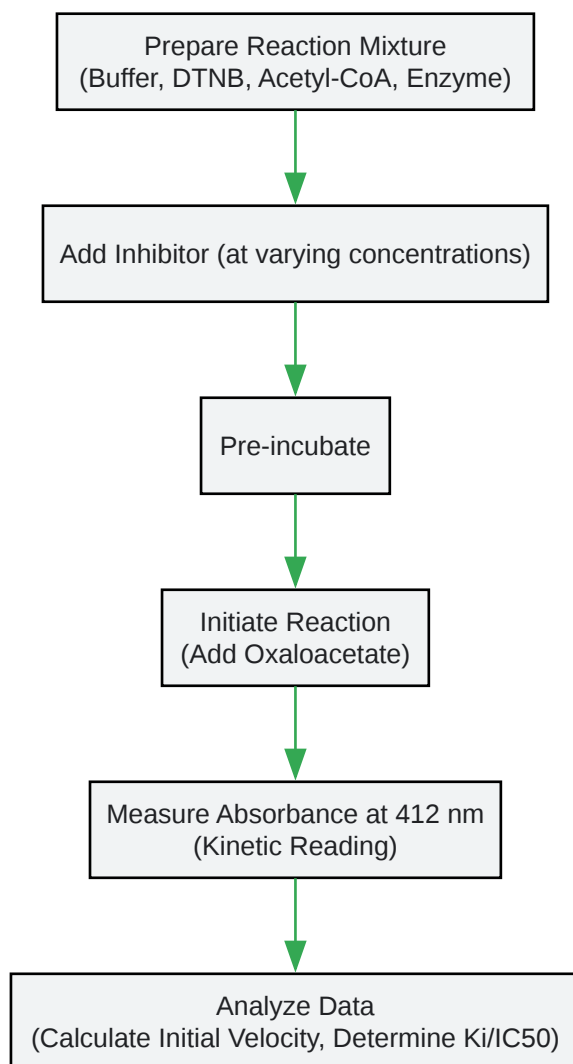 Prepare Reaction Mixture
(Buffer, DTNB, Acetyl-CoA, Enzyme)
Add Inhibitor (at varying concentrations)
Pre-incubate
Initiate Reaction
(Add Oxaloacetate)
Measure Absorbance at 412 nm
(Kinetic Reading)
Analyze Data
(Calculate Initial Velocity, Determine Ki/IC50)